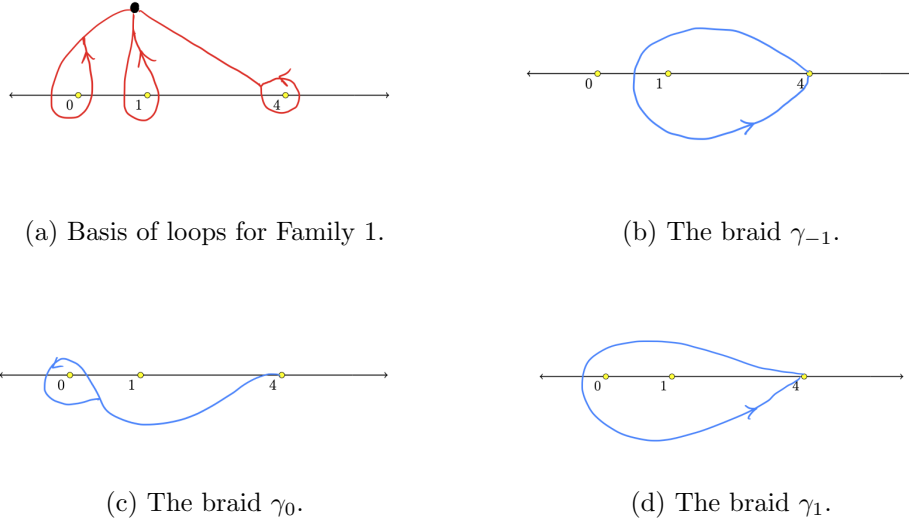 0 1 4
0 1 4
(a) Basis of loops for Family 1.
(b) The braid γ₋₁.
0 1 4
0 1 4
(c) The braid γ₀.
(d) The braid γ₁.